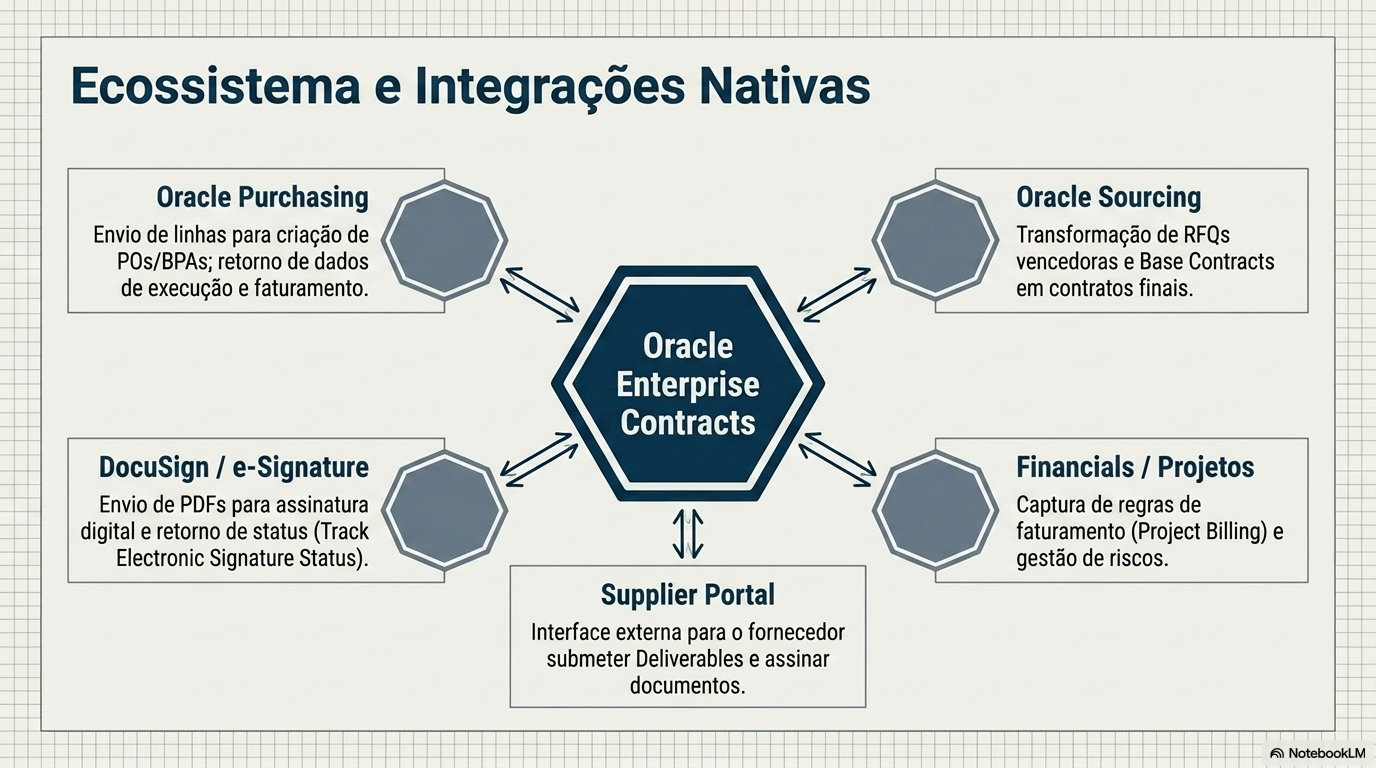 Ecossistema e Integrações Nativas
Oracle Purchasing
Envio de linhas para criação de
POs/BPAs; retorno de dados
de execução e faturamento.
Oracle Sourcing
Transformação de RFQs
vencedoras e Base Contracts
em contratos finais.
Oracle
Enterprise
Contracts
DocuSign / e-Signature
Envio de PDFs para assinatura
digital e retorno de status (Track
Electronic Signature Status).
Financials / Projetos
Captura de regras de
faturamento (Project Billing) e
gestão de riscos.
Supplier Portal
Interface externa para o fornecedor
submeter Deliverables e assinar
documentos.
NotebookLM